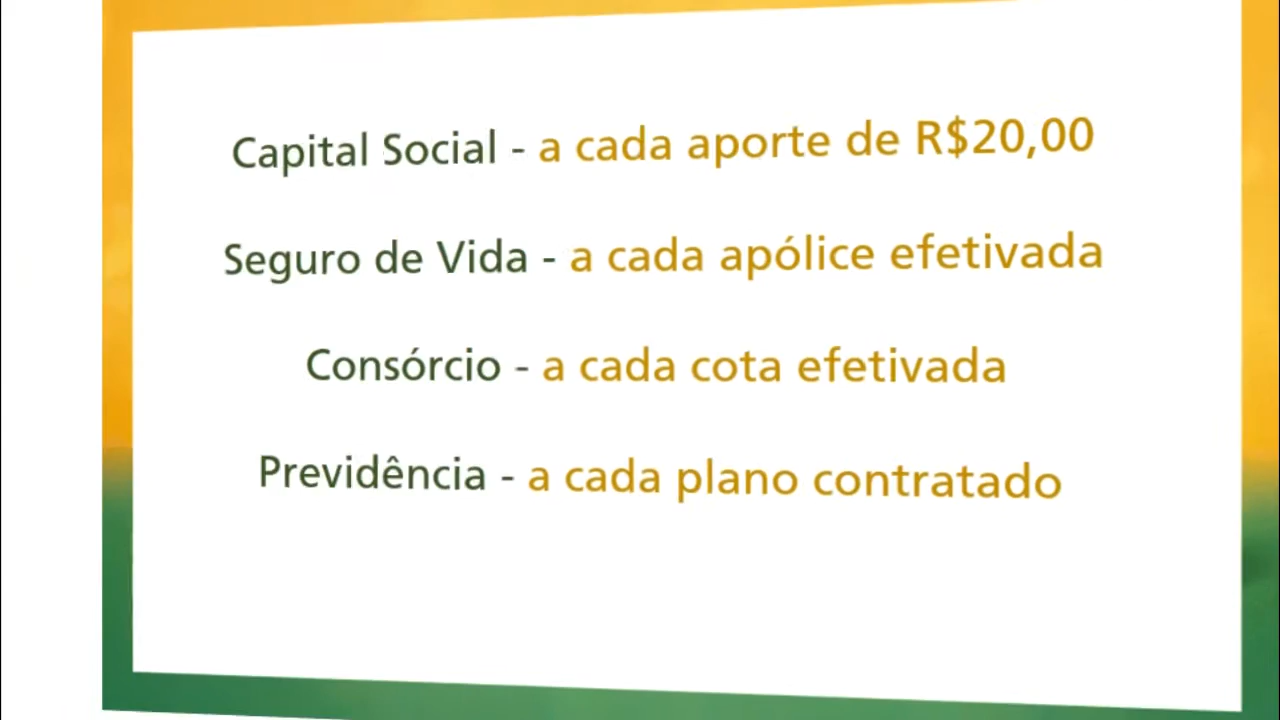 Capital Social - a cada aporte de R$20,00
Seguro de Vida - a cada apólice efetivada
Consórcio - a cada cota efetivada
Previdência - a cada plano contratado